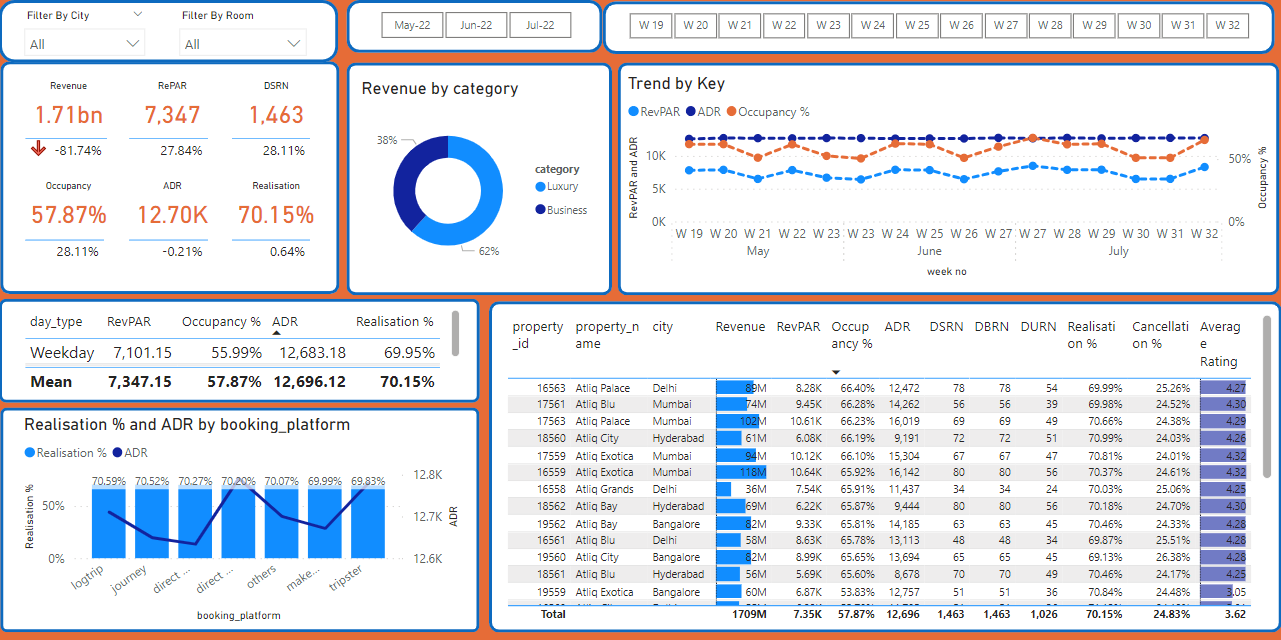 Filter By City
All
Filter By Room
All
May-22 Jun-22 Jul-22
W 19 W 20 W 21 W 22 W 23 W 24 W 25 W 26 W 27 W 28 W 29 W 30 W 31 W 32
Revenue RePAR DSRN
1.71bn 7,347 1,463
-81.74% 27.84% 28.11%
Occupancy ADR Realisation
57.87% 12.70K 70.15%
28.11% -0.21% 0.64%
Revenue by category
38%
62%
category
Luxury
Business
Trend by Key
RevPAR ADR Occupancy %
RevPAR and ADR
10K
5K
0K
50%
0%
Occupancy %
W 19 W 20 W 21 W 22 W 23 W 23 W 24 W 25 W 26 W 27 W 27 W 28 W 29 W 30 W 31 W 32
May June July
week no
day_type RevPAR Occupancy % ADR Realisation %
Weekday 7,101.15 55.99% 12,683.18 69.95%
Mean 7,347.15 57.87% 12,696.12 70.15%
Realisation % and ADR by booking_platform
Realisation % ADR
Realisation %
50%
0%
70.59% 70.52% 70.27% 70.20% 70.07% 69.99% 69.83%
12.8K
12.7K
12.6K
ADR
logtrip journey direct ... direct ... others make... tripster
booking_platform
property
_id
property_n
ame
city
Revenue
RevPAR
Occup
ancy %
ADR
DSRN
DBRN
DURN
Realisati
on %
Cancellati
on %
Averag
e
Rating
16563 Atliq Palace Delhi 89M 8.28K 66.40% 12,472 78 78 54 69.99% 25.26% 4.27
17561 Atliq Blu Mumbai 74M 9.45K 66.28% 14,262 56 56 39 69.98% 24.52% 4.30
17563 Atliq Palace Mumbai 102M 10.61K 66.23% 16,019 69 69 49 70.66% 24.38% 4.29
18560 Atliq City Hyderabad 61M 6.08K 66.19% 9,191 72 72 51 70.99% 24.03% 4.26
17559 Atliq Exotica Mumbai 94M 10.12K 66.10% 15,304 67 67 47 70.81% 24.01% 4.32
16559 Atliq Exotica Mumbai 118M 10.64K 65.92% 16,142 80 80 56 70.37% 24.61% 4.32
16558 Atliq Grands Delhi 36M 7.54K 65.91% 11,437 34 34 24 70.03% 25.06% 4.25
18562 Atliq Bay Hyderabad 69M 6.22K 65.87% 9,444 80 80 56 70.18% 24.70% 4.30
19562 Atliq Bay Bangalore 82M 9.33K 65.81% 14,185 63 63 45 70.46% 24.33% 4.28
16561 Atliq Blu Delhi 58M 8.63K 65.78% 13,113 48 48 34 69.87% 25.51% 4.28
19560 Atliq City Bangalore 82M 8.99K 65.65% 13,694 65 65 45 69.13% 26.38% 4.28
18561 Atliq Blu Hyderabad 56M 5.69K 65.60% 8,678 70 70 49 70.46% 24.17% 4.25
19559 Atliq Exotica Bangalore 60M 6.87K 53.83% 12,757 51 51 36 70.84% 24.48% 3.05
Total 1709M 7.35K 57.87% 12,696 1,463 1,463 1,026 70.15% 24.83% 3.62